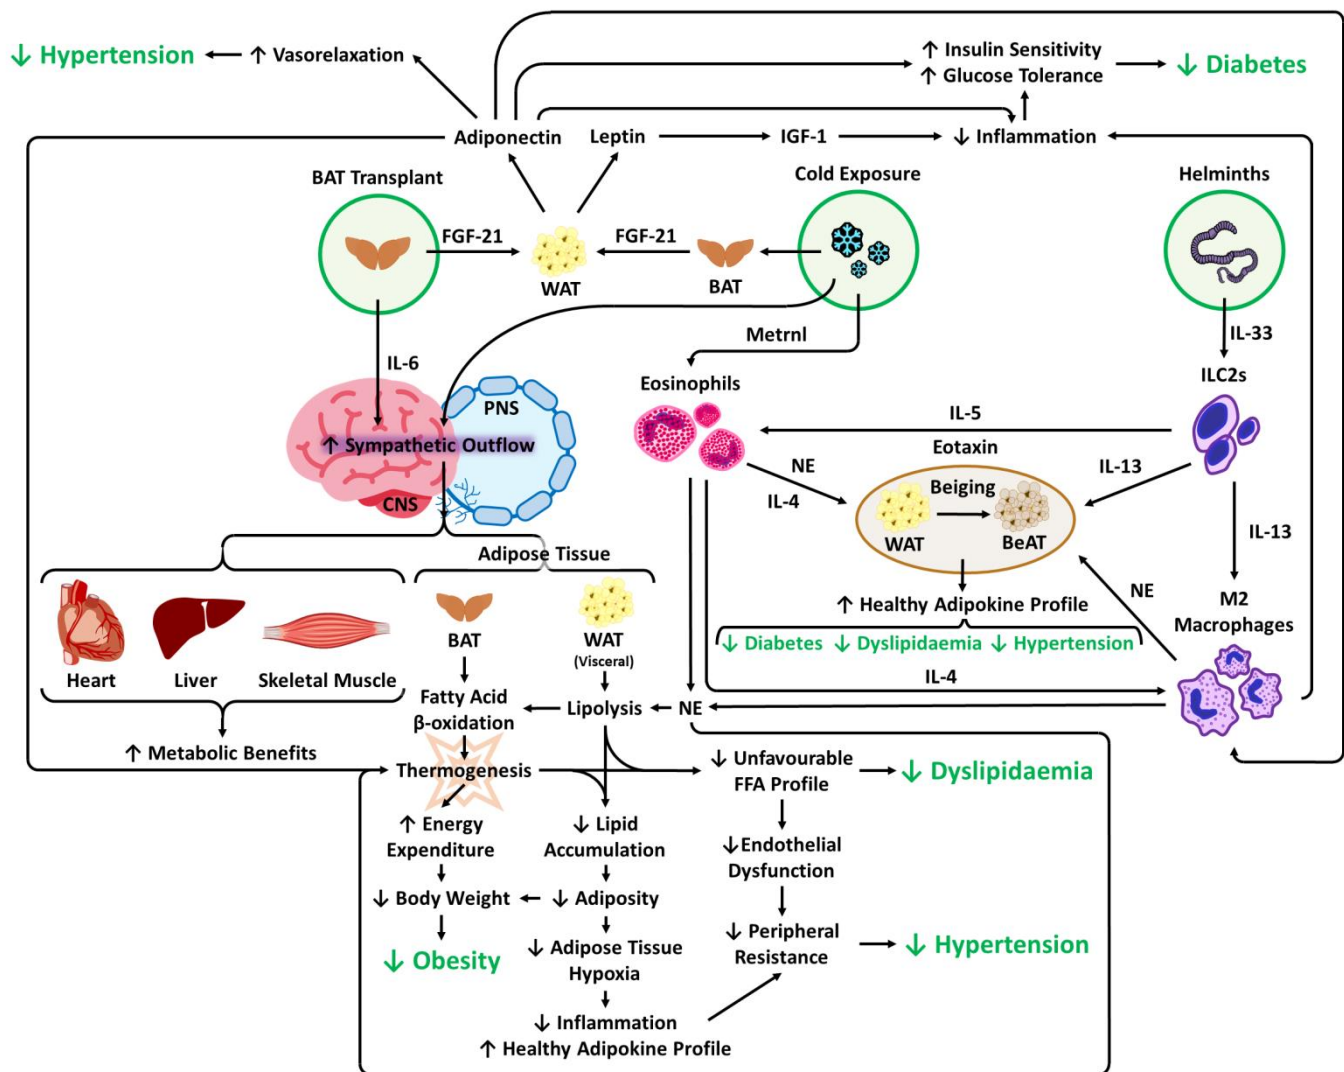 ↓ Hypertension
↑ Vasorelaxation
↑ Insulin Sensitivity
↑ Glucose Tolerance
↓ Diabetes
Adiponectin
Leptin
IGF-1
↓ Inflammation
BAT Transplant
Cold Exposure
Helminths
FGF-21
WAT
FGF-21
BAT
IL-6
Metrnl
IL-33
Eosinophils
ILC2s
PNS
↑ Sympathetic Outflow
CNS
IL-5
Eotaxin
NE
IL-4
IL-13
Beiging
WAT
BeAT
IL-13
NE
↑ Healthy Adipokine Profile
↓ Diabetes ↓ Dyslipidaemia ↓ Hypertension
M2
Macrophages
IL-4
Adipose Tissue
Heart
Liver
Skeletal Muscle
BAT
WAT
(Visceral)
↑ Metabolic Benefits
Fatty Acid
β-oxidation
Lipolysis
NE
Thermogenesis
↓ Unfavourable
FFA Profile
↓ Dyslipidaemia
↑ Energy
Expenditure
↓ Lipid
Accumulation
↓Endothelial
Dysfunction
↓ Body Weight
↓ Adiposity
↓ Peripheral
Resistance
↓ Hypertension
↓ Obesity
↓ Adipose Tissue
Hypoxia
↓ Inflammation
↑ Healthy Adipokine Profile